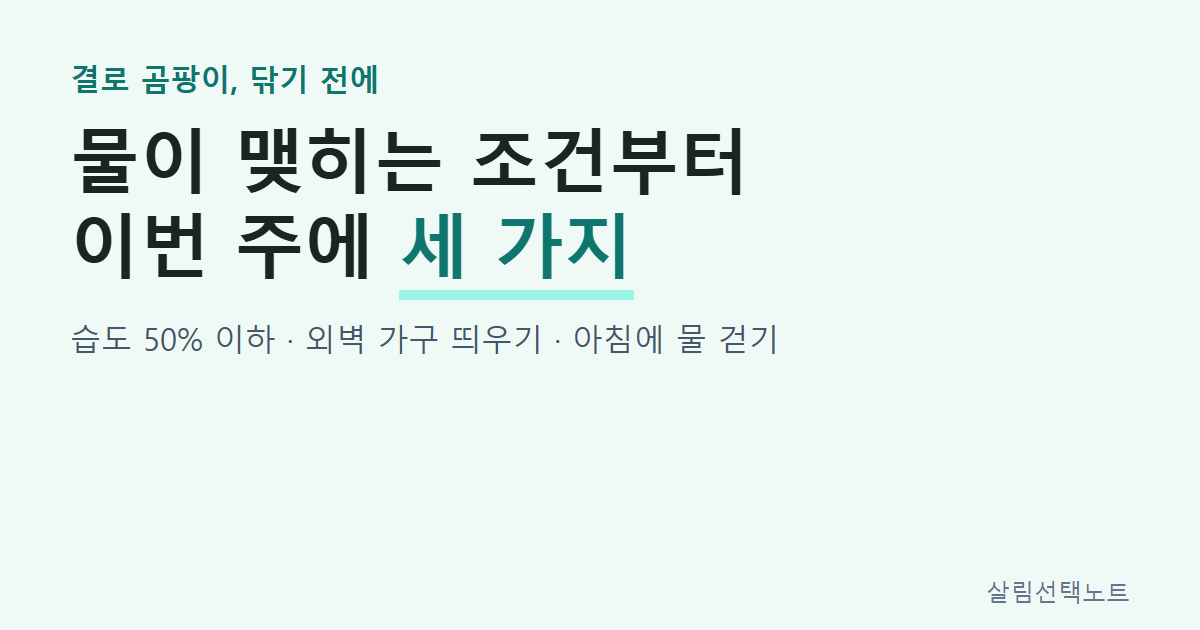 결로 곰팡이, 닦기 전에
물이 맺히는 조건부터
이번 주에 세 가지
습도 50% 이하 · 외벽 가구 띄우기 · 아침에 물 걷기
살림선택노트